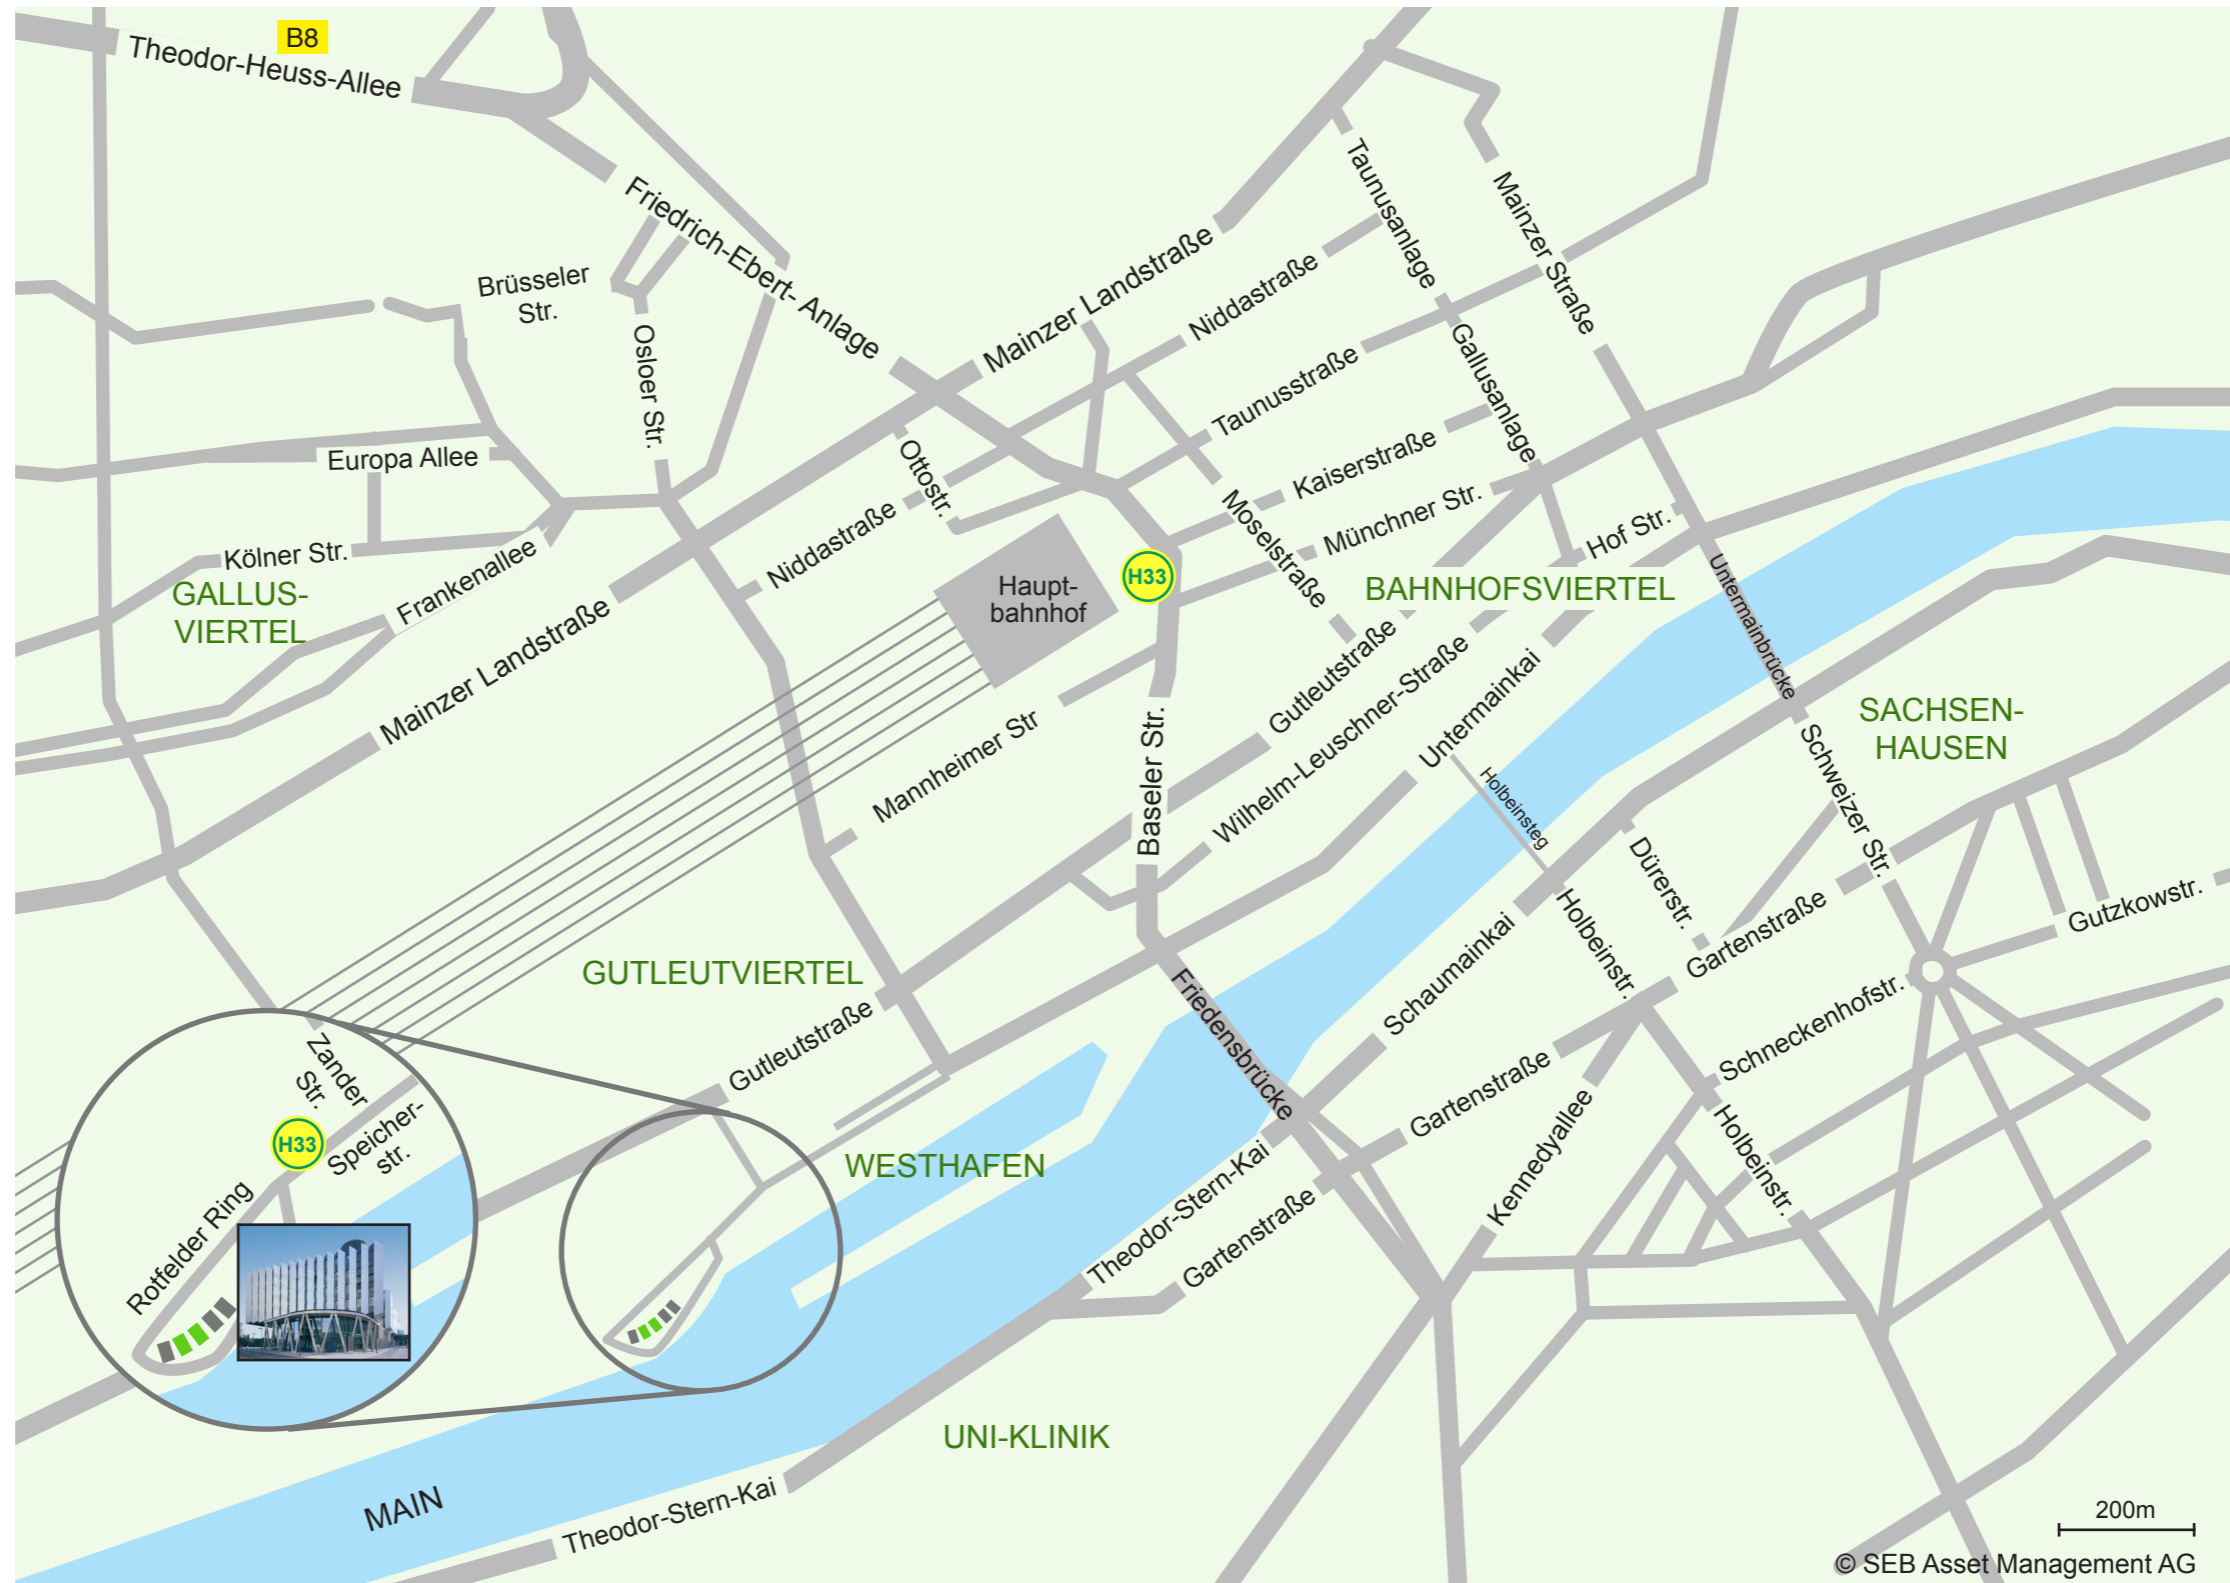 B8
Theodor-Heuss-Allee
Friedrich-Ebert- Anlage
Brüsseler
Str.
Osloer Str.
Mainzer Landstraße
Niddastraße
Taunusanlage
Mainzer Straße
Taunusstraße
Gallusanlage
Kaiserstraße
Europa Allee
Ottostr.
Niddastraße
Moselstraße
Münchner Str.
Hof Str.
Kölner Str.
Frankenallee
GALLUS-
VIERTEL
Mainzer Landstraße
Haupt-
bahnhof
H33
BAHNHOFSVIERTEL
Untermainbrücke
Gutleutstraße
Wilhelm-Leuschner-Straße
Untermainkai
Mannheimer Str
Baseler Str.
SACHSEN-
HAUSEN
Schweizer Str.
Holbeinsteg
Dürerstr.
Holbeinstr.
Gartenstraße
Gutzkowstr.
Schaumainkai
Schneckenhofstr.
GUTLEUTVIERTEL
Gutleutstraße
Friedensbrücke
Gartenstraße
Kennedyallee
Holbeinstr.
Zander
Str.
H33
Speicher-
str.
Rotfelder Ring
WESTHAFEN
Theodor-Stern-Kai
Gartenstraße
UNI-KLINIK
MAIN
Theodor-Stern-Kai
200m
© SEB Asset Management AG